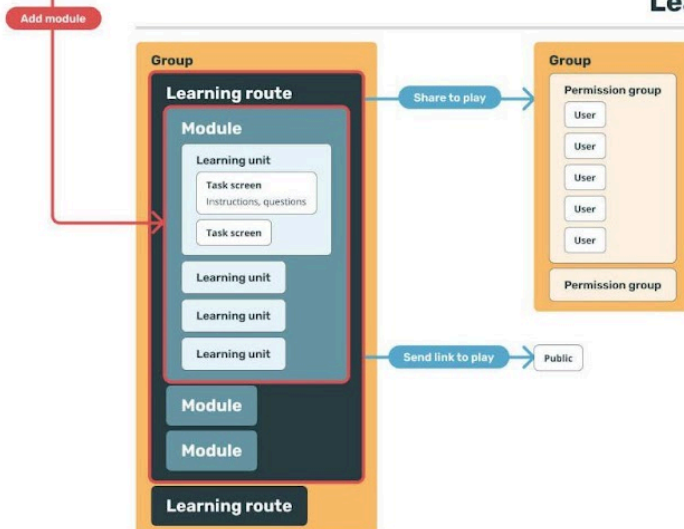 Add module
Group
Learning route
Module
Learning unit
Task screen
Instructions, questions
Task screen
Learning unit
Learning unit
Learning unit
Module
Module
Learning route
Share to play
Send link to play
Group
Permission group
User
User
User
User
User
Permission group
Public